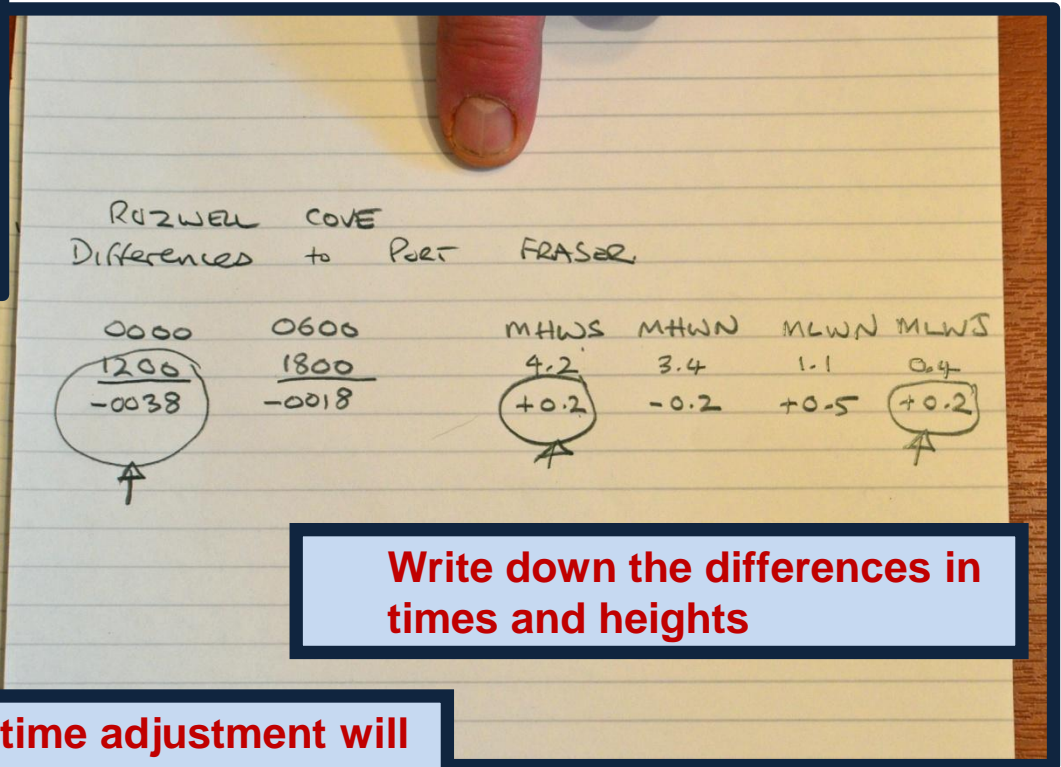 ROZWELL COVE
Differences to PORT FRASER.
0000 0600 MHWS MHWN MLWN MLWS
1200 1800 4.2 3.4 1.1 0.4
-0038 -0018 +0.2 -0.2 +0.5 +0.2
Write down the differences in
times and heights
time adjustment will